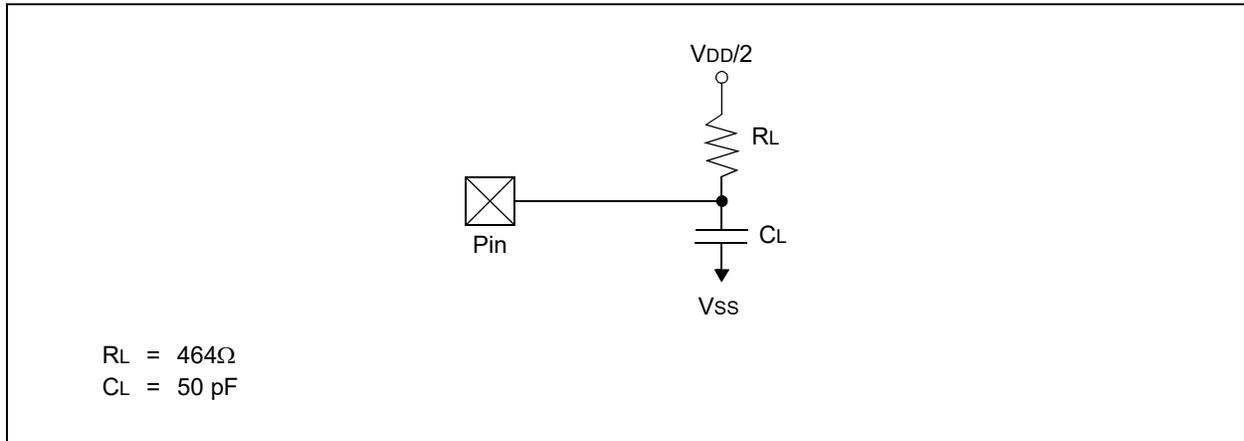 VDD/2
RL
Pin
CL
VSS
RL = 464Ω
CL = 50 pF